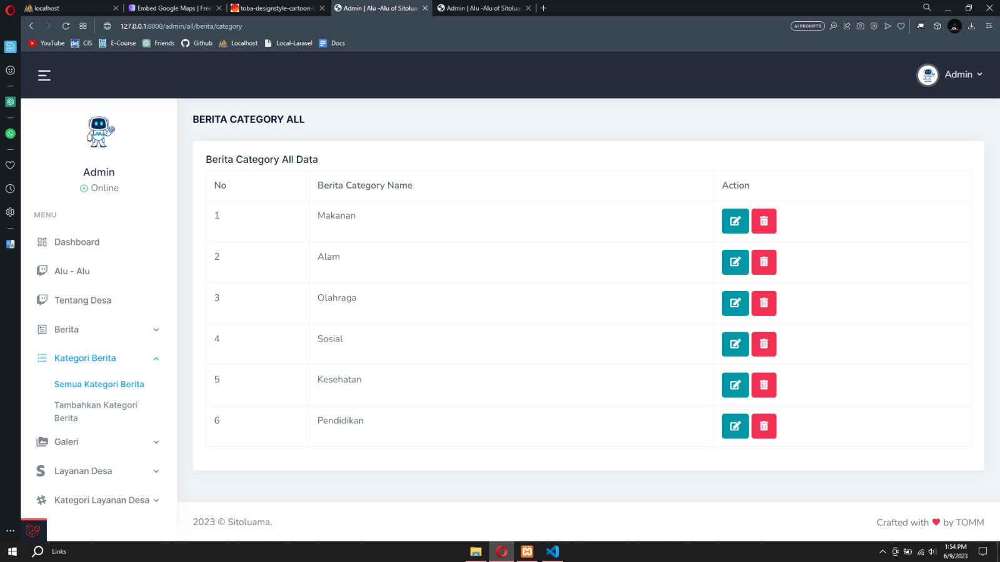 localhost
Embed Google Maps | Free
toba-designstyle-cartoon-l
Admin | Alu -Alu of Sitolua
Admin | Alu -Alu of Sitolua
127.0.0.1:8000/admin/all/berita/category
AI PROMPTS
YouTube
del CIS
E-Course
Friends
Github
Localhost
Local-Laravel
Docs
Admin
Admin
Online
MENU
Dashboard
Alu - Alu
Tentang Desa
Berita
Kategori Berita
Semua Kategori Berita
Tambahkan Kategori
Berita
Galeri
Layanan Desa
Kategori Layanan Desa
BERITA CATEGORY ALL
Berita Category All Data
No Berita Category Name Action
1 Makanan
2 Alam
3 Olahraga
4 Sosial
5 Kesehatan
6 Pendidikan
2023 © Sitoluama.
Crafted with ♥ by TOMM
Links
1:54 PM
6/9/2023